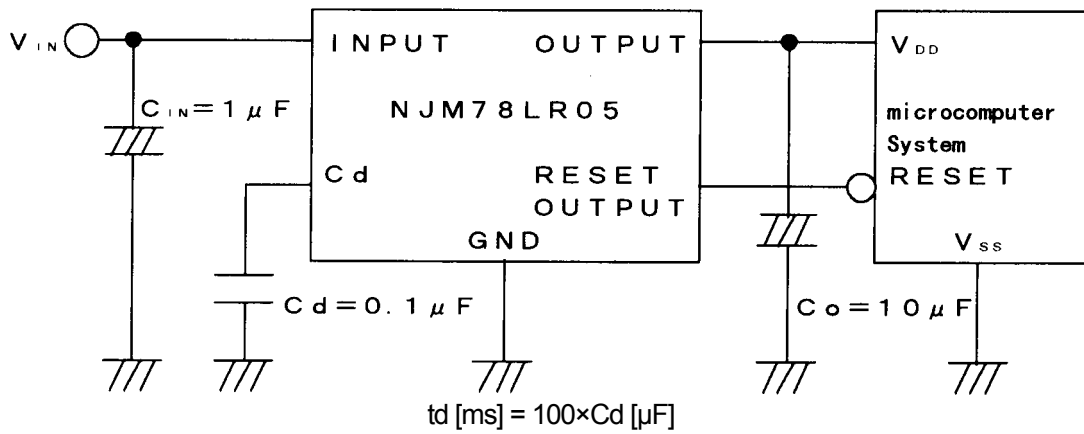 VIN
INPUT
OUTPUT
VDD
CIN=1μF
NJM78LR05
microcomputer
System
Cd
RESET
OUTPUT
RESET
GND
VSS
Cd=0.1μF
Co=10μF
td [ms] = 100×Cd [μF]